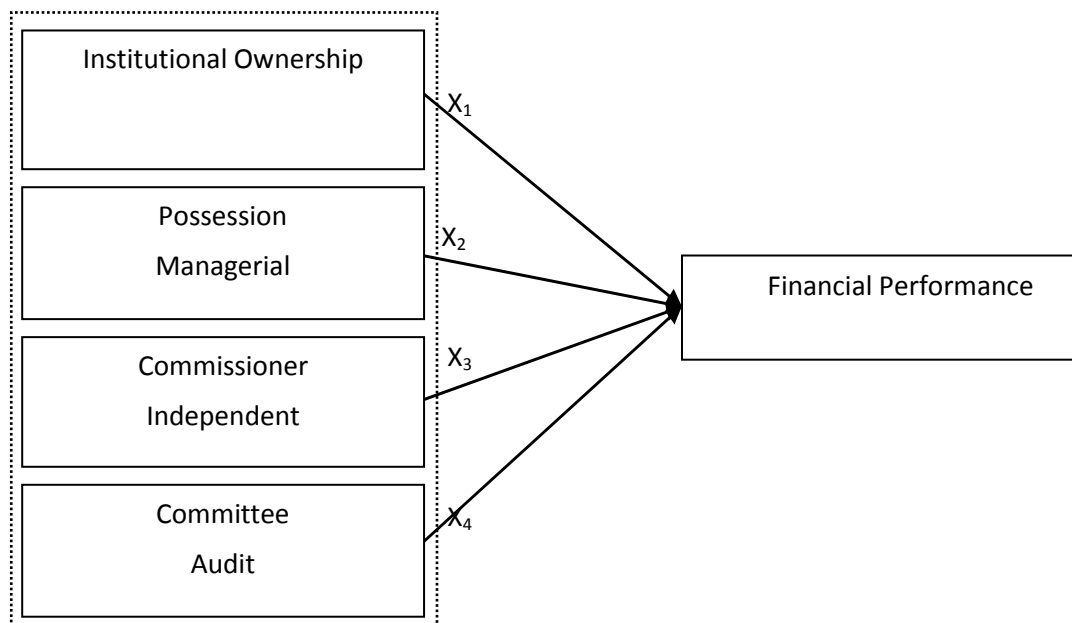 Institutional Ownership
X₁
Possession
Managerial
X₂
Commissioner
Independent
X₃
Committee
Audit
X₄
Financial Performance